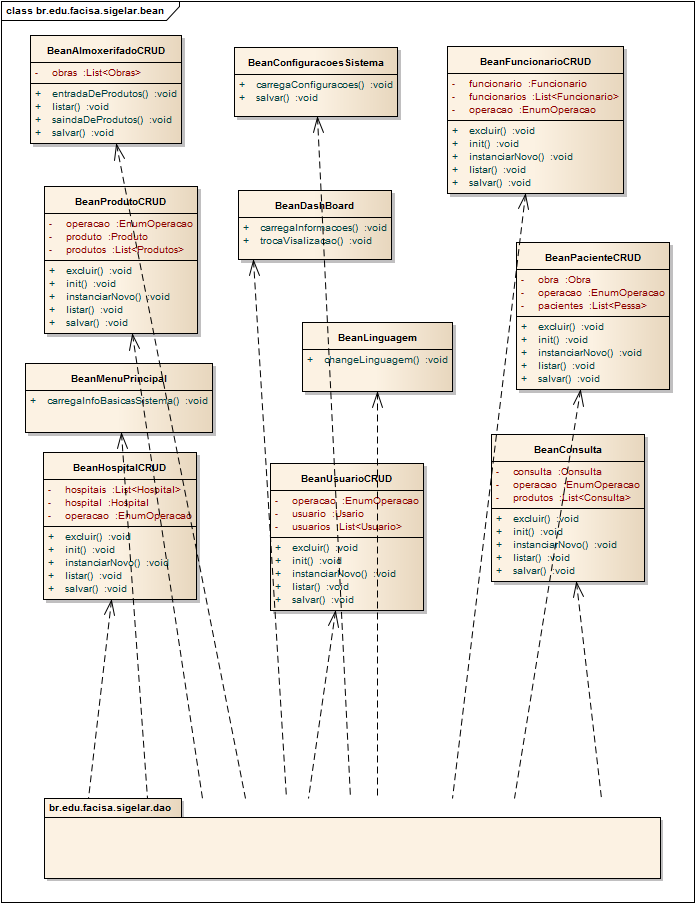 class br.edu.facisa.sigelar.bean
BeanAlmoxerifadoCRUD
- obras :List<Obras>
+ entradaDeProdutos() :void
+ listar() :void
+ saindaDeProdutos() :void
+ salvar() :void
BeanConfiguracoesSistema
+ carregaConfiguracoes() :void
+ salvar() :void
BeanFuncionarioCRUD
- funcionario :Funcionario
- funcionarios :List<Funcionario>
- operacao :EnumOperacao
+ excluir() :void
+ init() :void
+ instanciarNovo() :void
+ listar() :void
+ salvar() :void
BeanProdutoCRUD
- operacao :EnumOperacao
- produto :Produto
- produtos :List<Produtos>
+ excluir() :void
+ init() :void
+ instanciarNovo() :void
+ listar() :void
+ salvar() :void
BeanDashBoard
+ carregaInformacoes() :void
+ trocaVisalizacao() :void
BeanPacienteCRUD
- obra :Obra
- operacao :EnumOperacao
- pacientes :List<Pessa>
+ excluir() :void
+ init() :void
+ instanciarNovo() :void
+ listar() :void
+ salvar() :void
BeanLinguagem
+ changeLinguagem() :void
BeanMenuPrincipal
+ carregaInfoBasicasSistema() :void
BeanHospitalCRUD
- hospitais :List<Hospital>
- hospital :Hospital
- operacao :EnumOperacao
+ excluir() :void
+ init() :void
+ instanciarNovo() :void
+ listar() :void
+ salvar() :void
BeanUsuarioCRUD
- operacao :EnumOperacao
- usuario :Usario
- usuarios :List<Usuario>
+ excluir() :void
+ init() :void
+ instanciarNovo() :void
+ listar() :void
+ salvar() :void
BeanConsulta
- consulta :Consulta
- operacao :EnumOperacao
- produtos :List<Consulta>
+ excluir() :void
+ init() :void
+ instanciarNovo() :void
+ listar() :void
+ salvar() :void
br.edu.facisa.sigelar.dao